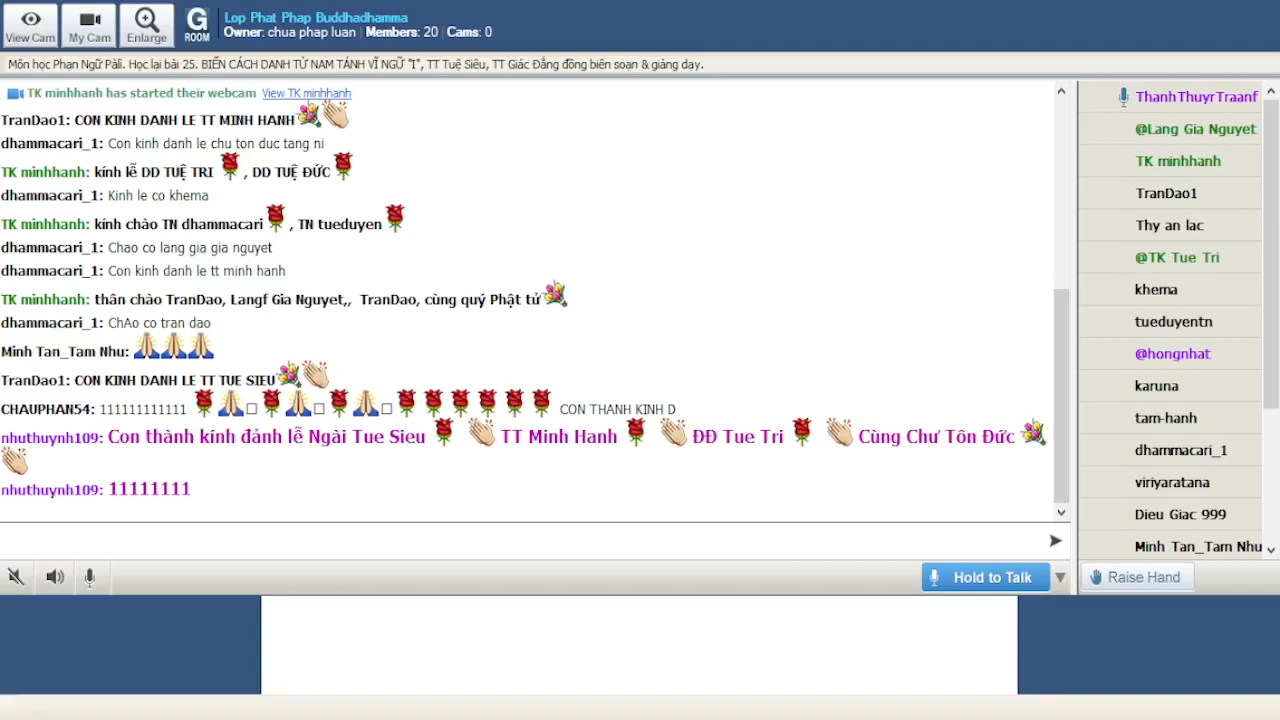 View Cam
My Cam
Enlarge
G ROOM
Lop Phat Phap Buddhadhamma
Owner: chua phap luan | Members: 20 | Cams: 0
Môn học Phạn Ngữ Pàli. Học lại bài 25. BIẾN CÁCH DANH TỪ NAM TÁNH VĨ NGỮ "I", TT Tuệ Siêu, TT Giác Đẳng đồng biên soạn & giảng dạy.
TK minhhanh has started their webcam View TK minhhanh
TranDao1: CON KINH DANH LE TT MINH HANH
dhammacari_1: Con kinh danh le chu ton duc tang ni
TK minhhanh: kính lễ DD TUỆ TRI , DD TUỆ ĐỨC
dhammacari_1: Kinh le co khema
TK minhhanh: kính chào TN dhammacari , TN tueduyen
dhammacari_1: Chao co lang gia gia nguyet
dhammacari_1: Con kinh danh le tt minh hanh
TK minhhanh: thân chào TranDao, Langf Gia Nguyet,, TranDao, cùng quý Phật tử
dhammacari_1: ChAo co tran dao
Minh Tan_Tam Nhu:
TranDao1: CON KINH DANH LE TT TUE SIEU
CHAUPHAN54: 111111111111 CON THANH KINH D
nhuthuynh109: Con thành kính đảnh lễ Ngài Tue Sieu TT Minh Hanh ĐĐ Tue Tri Cùng Chư Tôn Đức
nhuthuynh109: 11111111
Hold to Talk
ThanhThuyrTraanf
@Lang Gia Nguyet
TK minhhanh
TranDao1
Thy an lac
@TK Tue Tri
khema
tueduyentn
@hongnhat
karuna
tam-hanh
dhammacari_1
viriyaratana
Dieu Giac 999
Minh Tan_Tam Nhu
Raise Hand